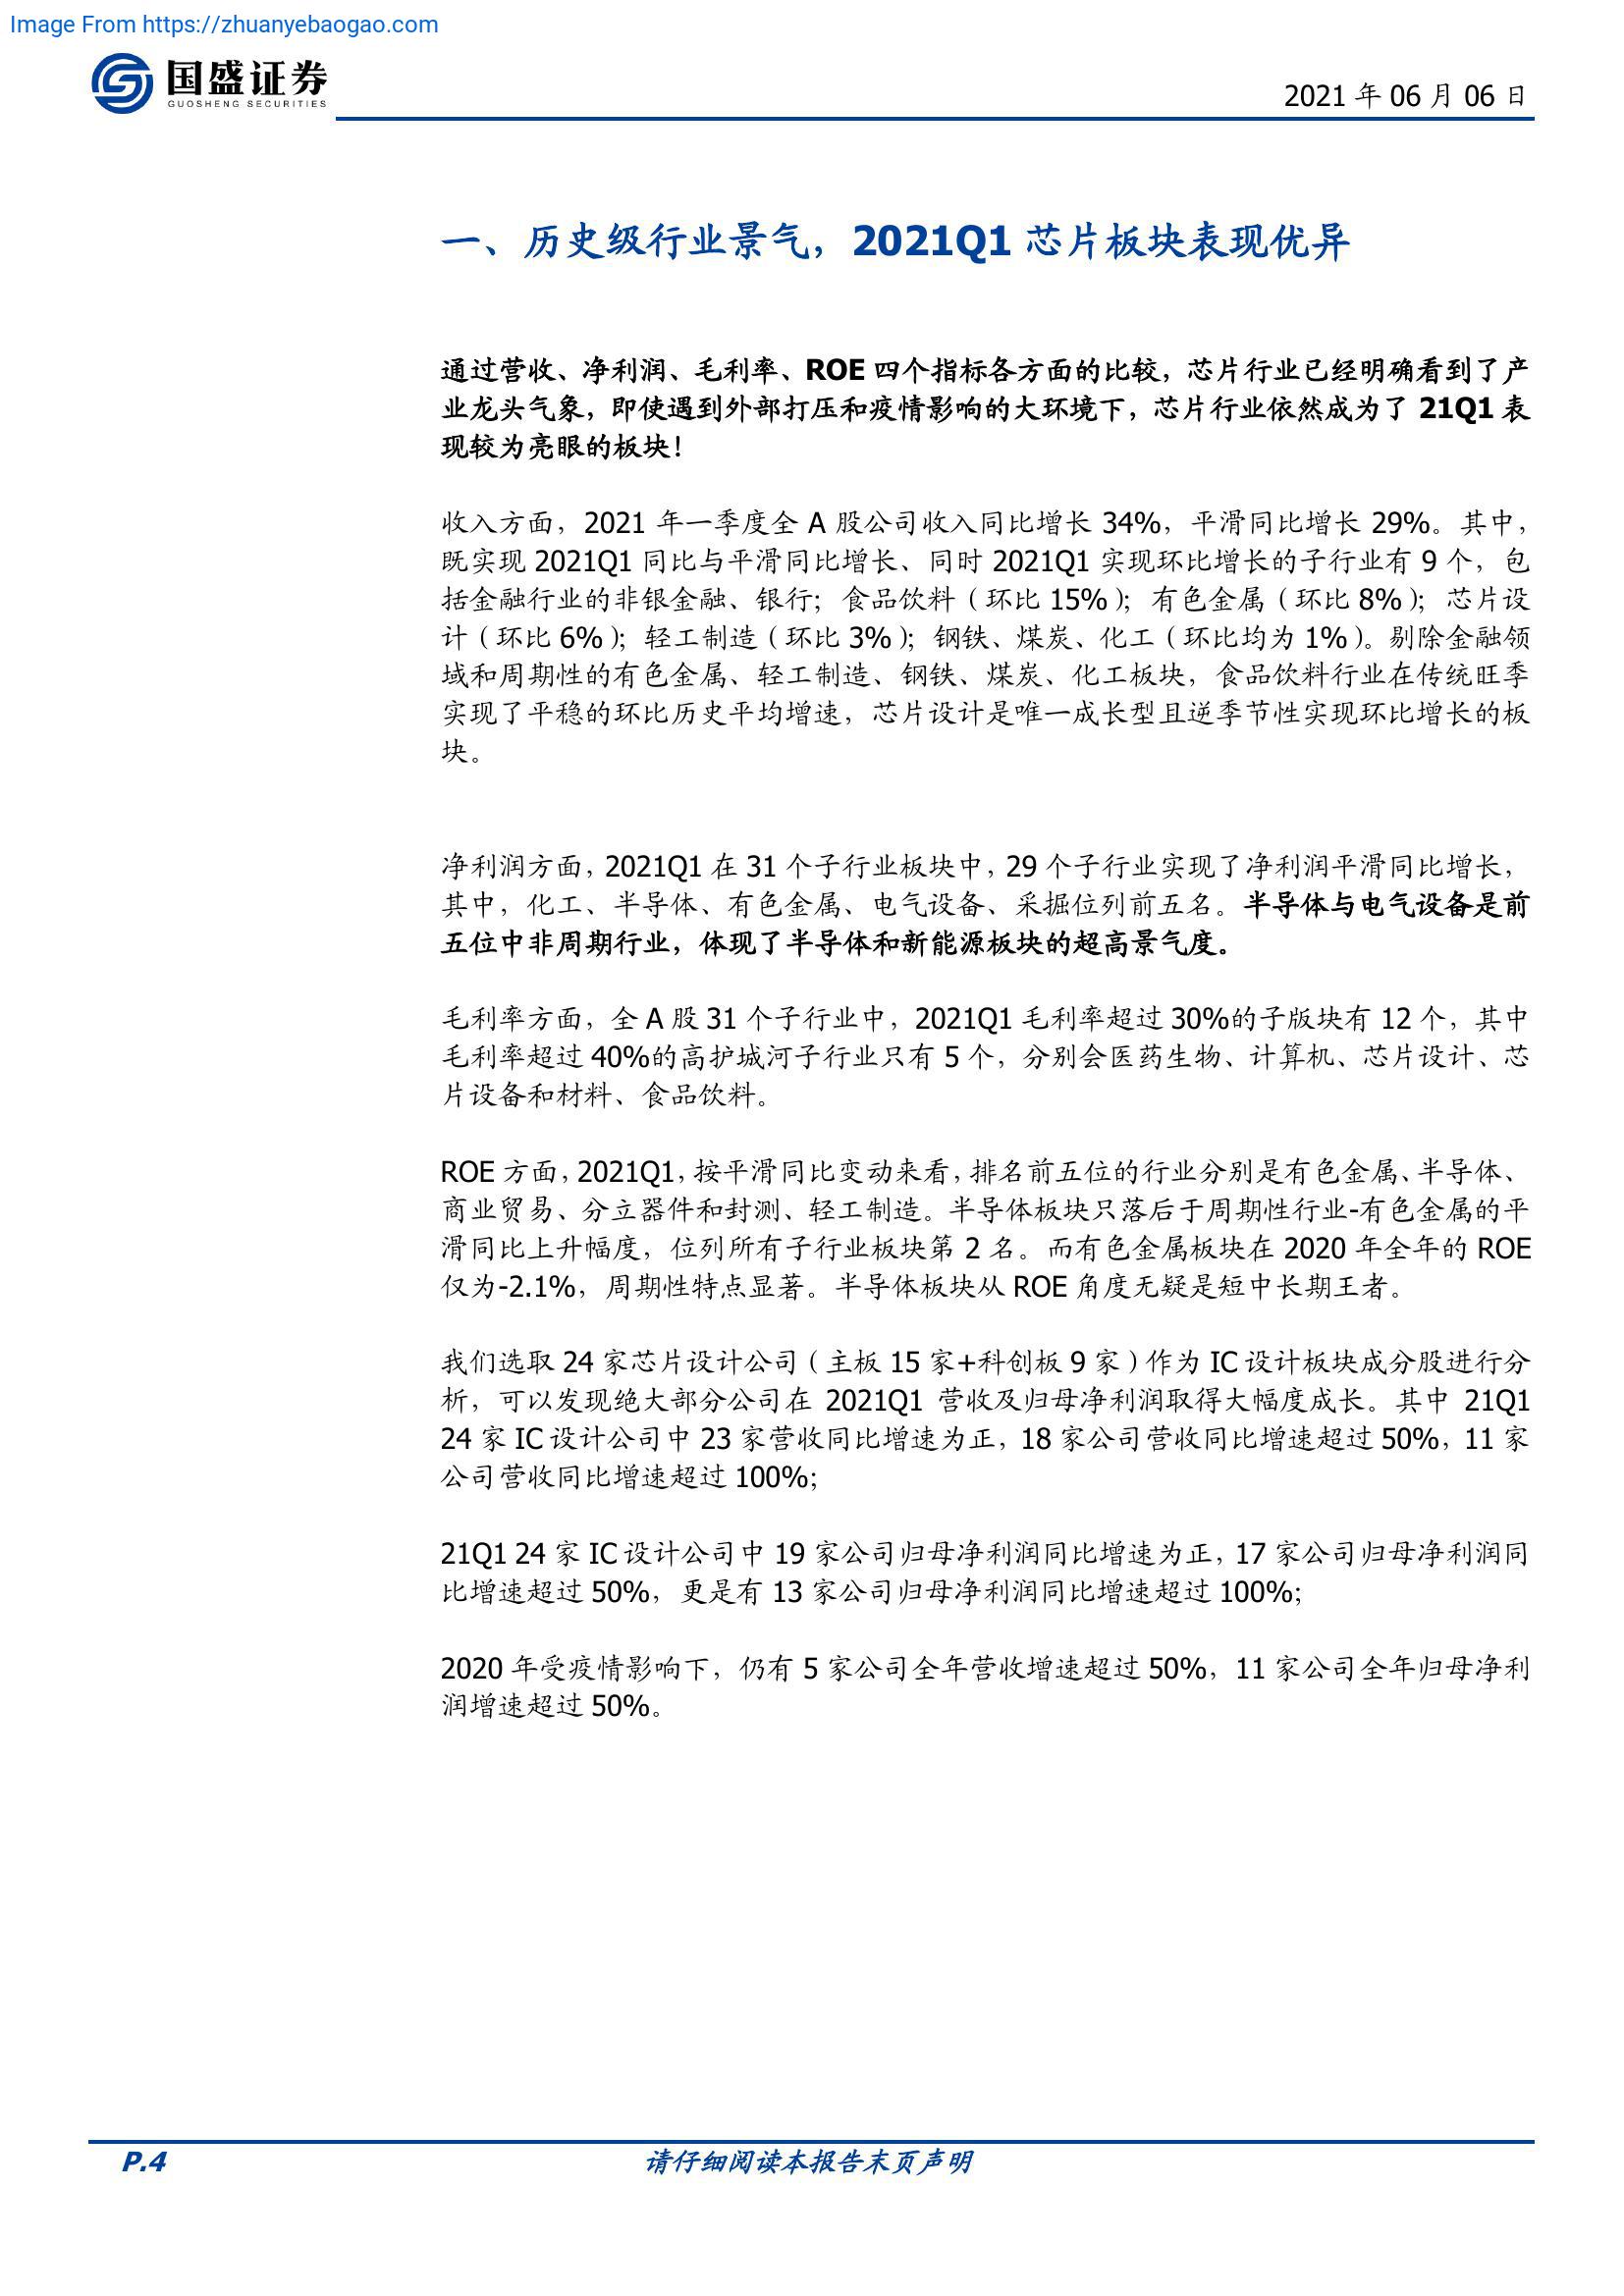 Image From https://zhuanyebaogao.com
国盛证券
GUOSHENG SECURITIES
2021 年 06 月 06 日
一、历史级行业景气，2021Q1 芯片板块表现优异
通过营收、净利润、毛利率、ROE 四个指标各方面的比较，芯片行业已经明确看到了产
业龙头气象，即使遇到外部打压和疫情影响的大环境下，芯片行业依然成为了 21Q1 表
现较为亮眼的板块！
收入方面，2021 年一季度全 A 股公司收入同比增长 34%，平滑同比增长 29%。其中，
既实现 2021Q1 同比与平滑同比增长、同时 2021Q1 实现环比增长的子行业有 9 个，包
括金融行业的非银金融、银行；食品饮料（环比 15%）；有色金属（环比 8%）；芯片设
计（环比 6%）；轻工制造（环比 3%）；钢铁、煤炭、化工（环比均为 1%）。剔除金融领
域和周期性的有色金属、轻工制造、钢铁、煤炭、化工板块，食品饮料行业在传统旺季
实现了平稳的环比历史平均增速，芯片设计是唯一成长型且逆季节性实现环比增长的板
块。
净利润方面，2021Q1 在 31 个子行业板块中，29 个子行业实现了净利润平滑同比增长，
其中，化工、半导体、有色金属、电气设备、采掘位列前五名。半导体与电气设备是前
五位中非周期行业，体现了半导体和新能源板块的超高景气度。
毛利率方面，全 A 股 31 个子行业中，2021Q1 毛利率超过 30%的子版块有 12 个，其中
毛利率超过 40%的高护城河子行业只有 5 个，分别会医药生物、计算机、芯片设计、芯
片设备和材料、食品饮料。
ROE 方面，2021Q1，按平滑同比变动来看，排名前五位的行业分别是有色金属、半导体、
商业贸易、分立器件和封测、轻工制造。半导体板块只落后于周期性行业-有色金属的平
滑同比上升幅度，位列所有子行业板块第 2 名。而有色金属板块在 2020 年全年的 ROE
仅为-2.1%，周期性特点显著。半导体板块从 ROE 角度无疑是短中长期王者。
我们选取 24 家芯片设计公司（主板 15 家+科创板 9 家）作为 IC 设计板块成分股进行分
析，可以发现绝大部分公司在 2021Q1 营收及归母净利润取得大幅度成长。其中 21Q1
24 家 IC 设计公司中 23 家营收同比增速为正，18 家公司营收同比增速超过 50%，11 家
公司营收同比增速超过 100%；
21Q1 24 家 IC 设计公司中 19 家公司归母净利润同比增速为正，17 家公司归母净利润同
比增速超过 50%，更是有 13 家公司归母净利润同比增速超过 100%；
2020 年受疫情影响下，仍有 5 家公司全年营收增速超过 50%，11 家公司全年归母净利
润增速超过 50%。
P.4
请仔细阅读本报告末页声明